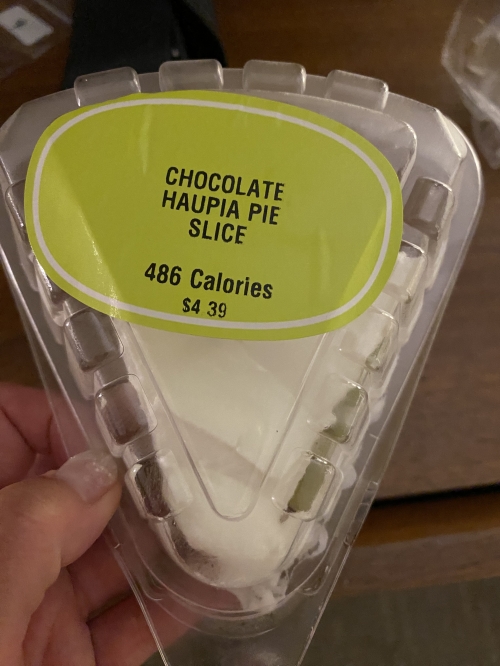 CHOCOLATE
HAUPIA PIE
SLICE
486 Calories
$4 39